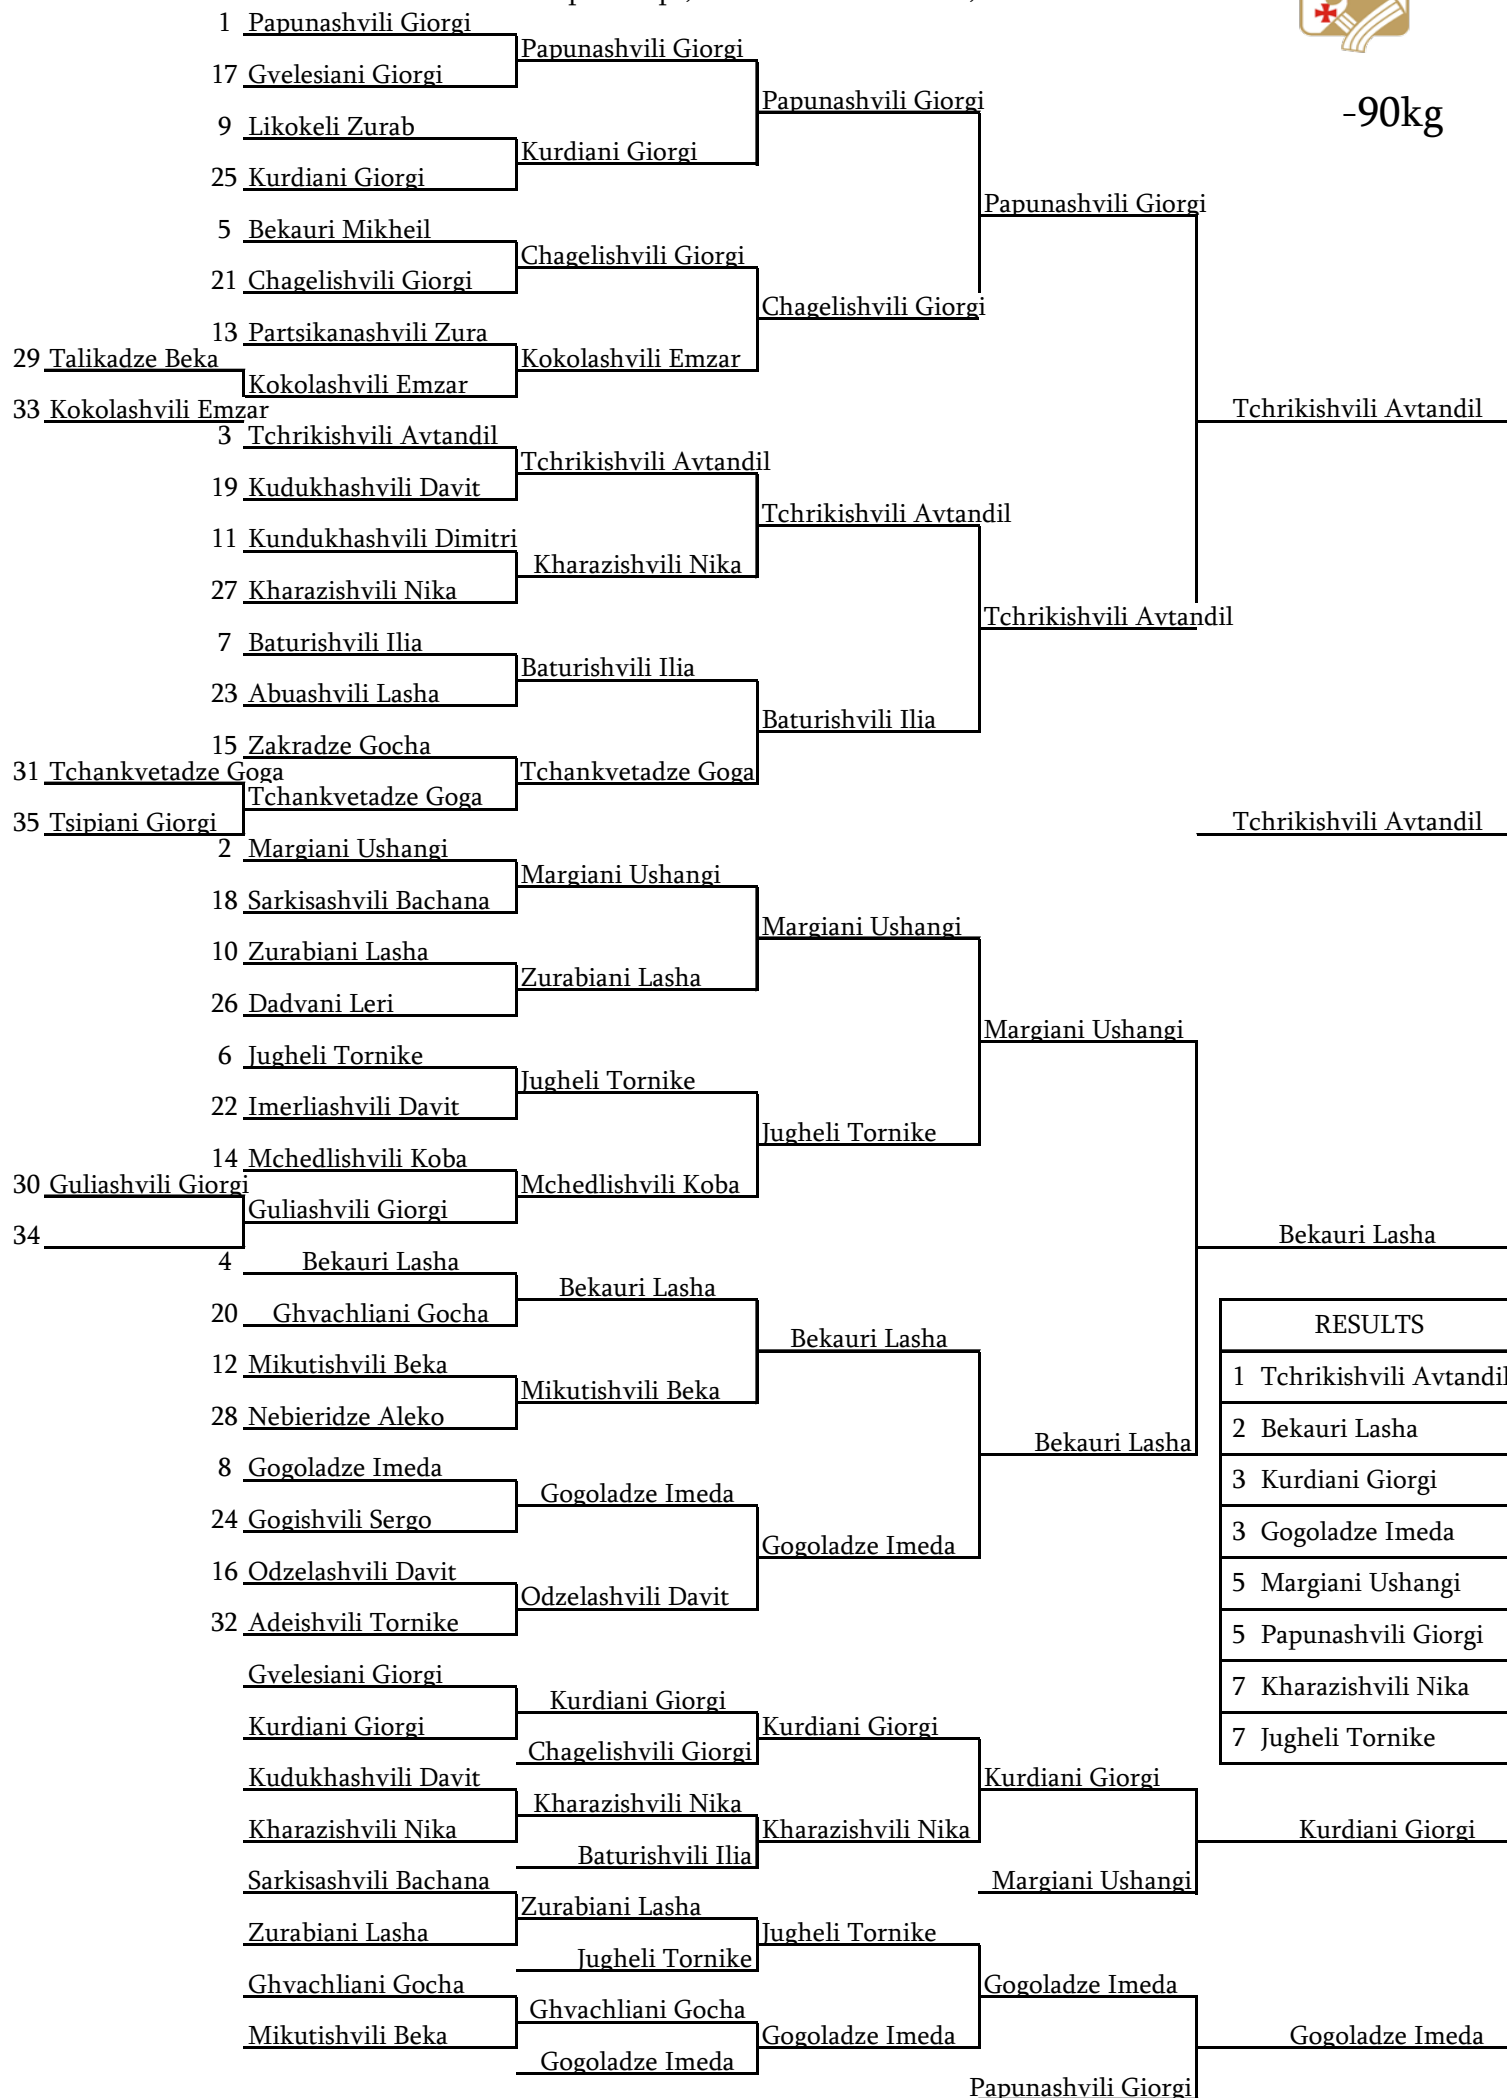 1 Papunashvili Giorgi
Papunashvili Giorgi
17 Gvelesiani Giorgi
Papunashvili Giorgi
-90kg
9 Likokeli Zurab
Kurdiani Giorgi
25 Kurdiani Giorgi
Papunashvili Giorgi
5 Bekauri Mikheil
Chagelishvili Giorgi
21 Chagelishvili Giorgi
Chagelishvili Giorgi
13 Partsikanashvili Zura
29 Talikadze Beka
Kokolashvili Emzar
Kokolashvili Emzar
33 Kokolashvili Emzar
Tchrikishvili Avtandil
3 Tchrikishvili Avtandil
Tchrikishvili Avtandil
19 Kudukhashvili Davit
Tchrikishvili Avtandil
11 Kundukhashvili Dimitri
Kharazishvili Nika
27 Kharazishvili Nika
Tchrikishvili Avtandil
7 Baturishvili Ilia
Baturishvili Ilia
23 Abuashvili Lasha
Baturishvili Ilia
15 Zakradze Gocha
31 Tchankvetadze Goga
Tchankvetadze Goga
Tchankvetadze Goga
35 Tsipiani Giorgi
Tchrikishvili Avtandil
2 Margiani Ushangi
Margiani Ushangi
18 Sarkisashvili Bachana
Margiani Ushangi
10 Zurabiani Lasha
Zurabiani Lasha
26 Dadvani Leri
Margiani Ushangi
6 Jugheli Tornike
Jugheli Tornike
22 Imerliashvili Davit
Jugheli Tornike
14 Mchedlishvili Koba
30 Guliashvili Giorgi
Mchedlishvili Koba
Guliashvili Giorgi
34
Bekauri Lasha
4 Bekauri Lasha
Bekauri Lasha
20 Ghvachliani Gocha
RESULTS
Bekauri Lasha
12 Mikutishvili Beka
1 Tchrikishvili Avtandil
Mikutishvili Beka
28 Nebieridze Aleko
2 Bekauri Lasha
Bekauri Lasha
8 Gogoladze Imeda
3 Kurdiani Giorgi
Gogoladze Imeda
24 Gogishvili Sergo
3 Gogoladze Imeda
Gogoladze Imeda
16 Odzelashvili Davit
5 Margiani Ushangi
Odzelashvili Davit
32 Adeishvili Tornike
5 Papunashvili Giorgi
Gvelesiani Giorgi
7 Kharazishvili Nika
Kurdiani Giorgi
Kurdiani Giorgi
Kurdiani Giorgi
7 Jugheli Tornike
Chagelishvili Giorgi
Kudukhashvili Davit
Kurdiani Giorgi
Kharazishvili Nika
Kharazishvili Nika
Kharazishvili Nika
Kurdiani Giorgi
Baturishvili Ilia
Sarkisashvili Bachana
Margiani Ushangi
Zurabiani Lasha
Zurabiani Lasha
Jugheli Tornike
Jugheli Tornike
Ghvachliani Gocha
Gogoladze Imeda
Ghvachliani Gocha
Mikutishvili Beka
Gogoladze Imeda
Gogoladze Imeda
Gogoladze Imeda
Papunashvili Giorgi